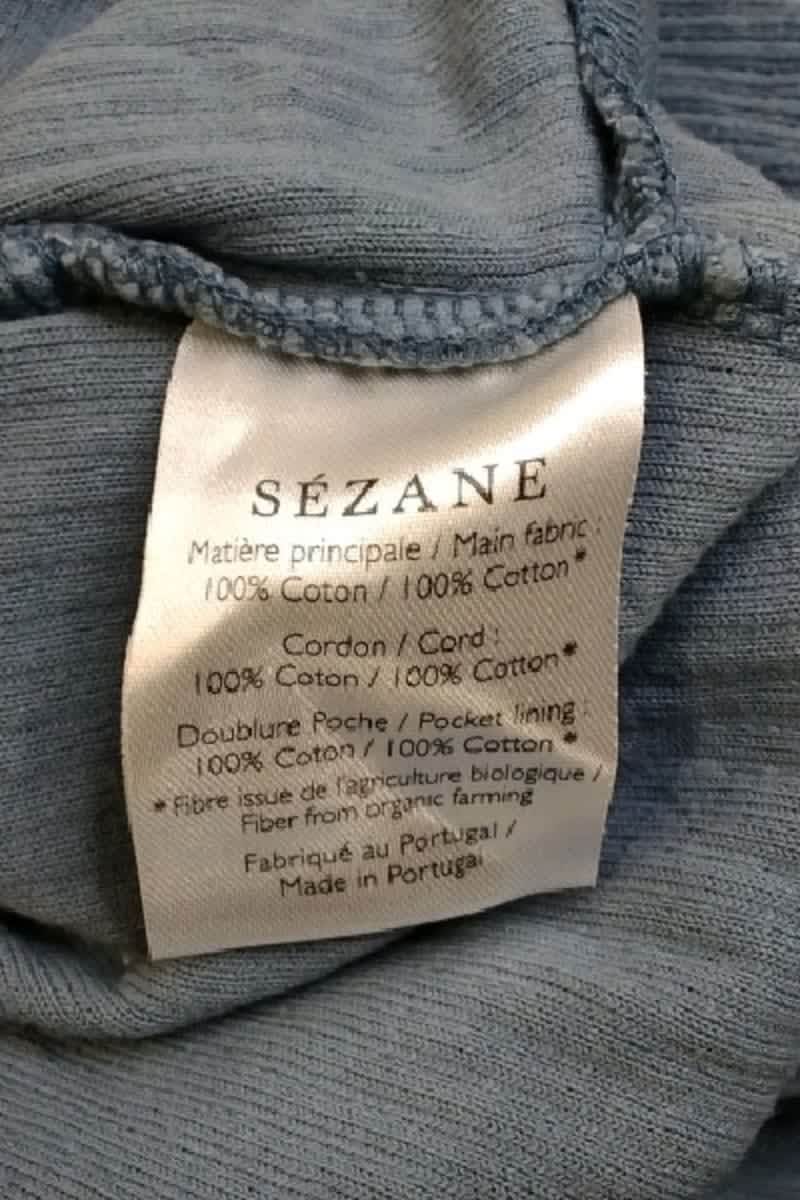 SÉZANE
Matière principale / Main fabric :
100% Coton / 100% Cotton*
Cordon / Cord :
100% Coton / 100% Cotton*
Doublure Poche / Pocket lining :
100% Coton / 100% Cotton *
* Fibre issue de l'agriculture biologique /
Fiber from organic farming
Fabriqué au Portugal /
Made in Portugal